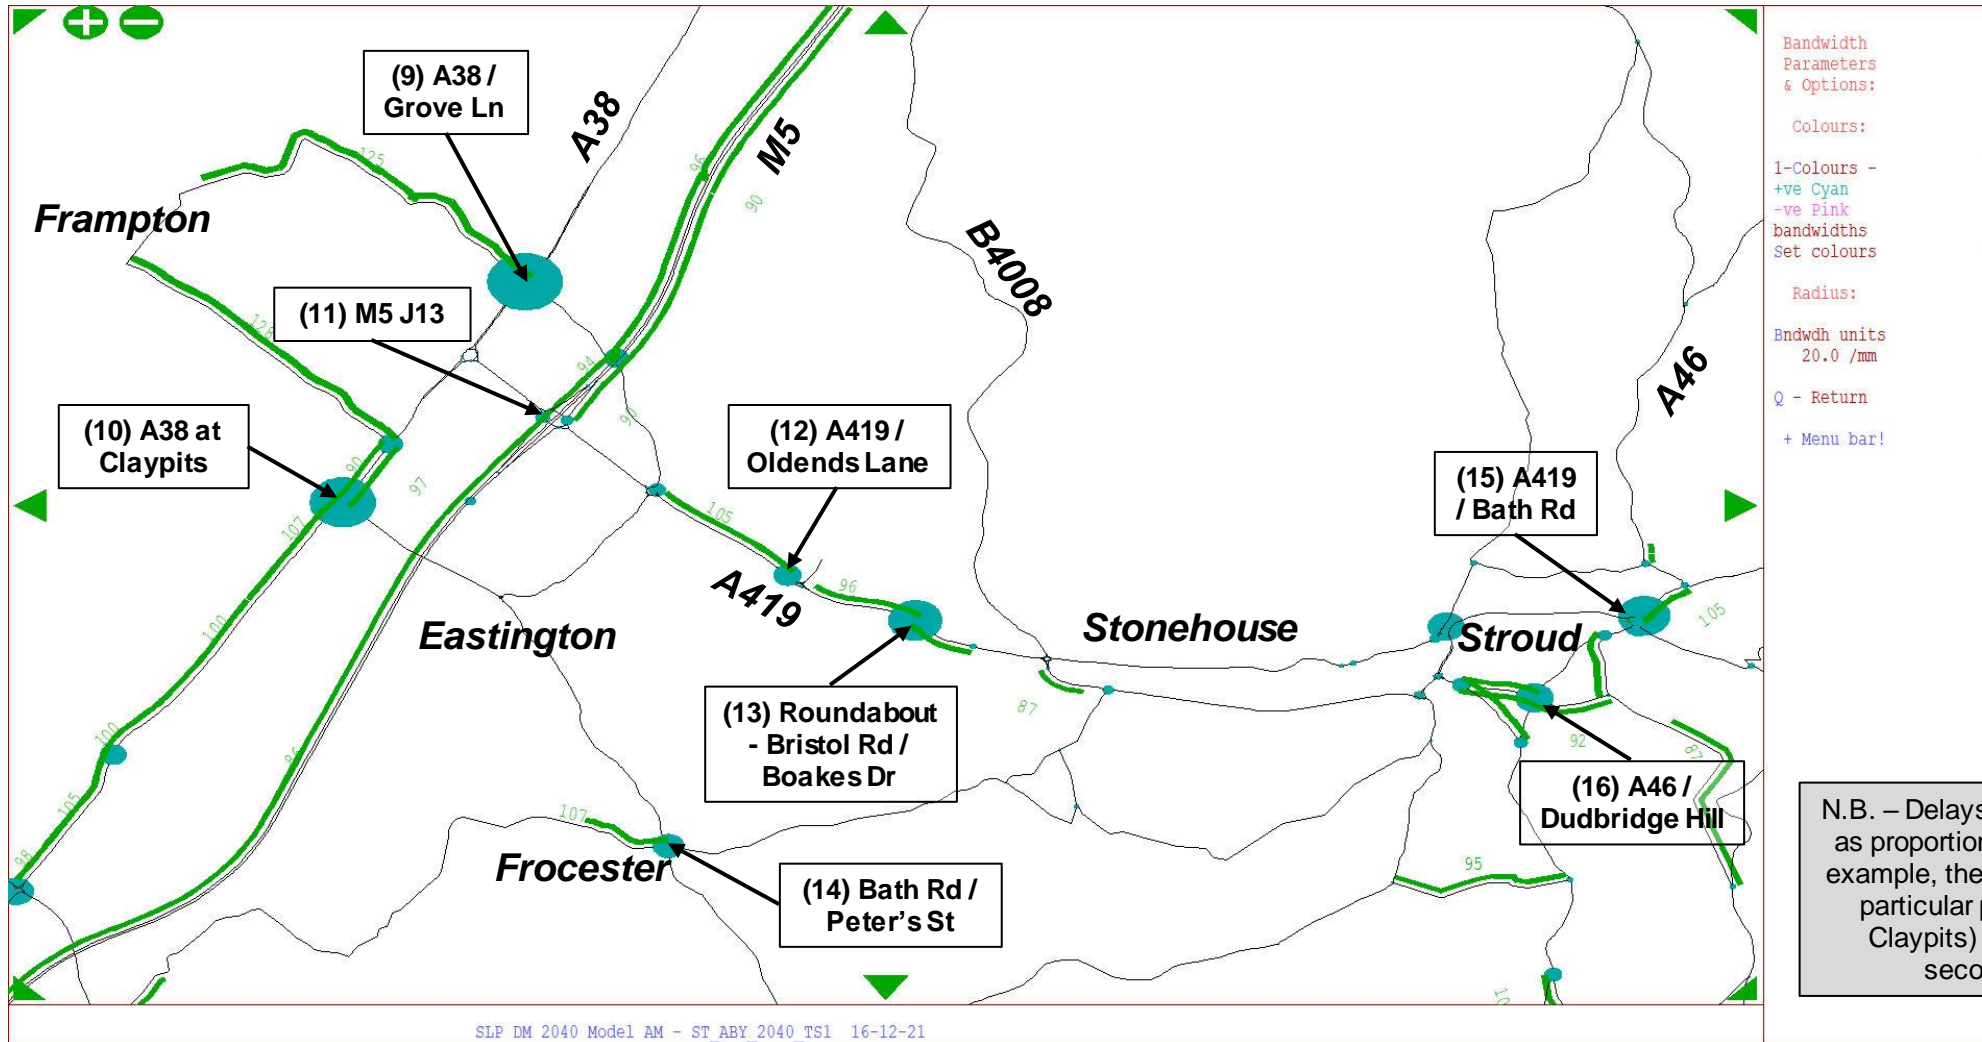 (9) A38 /
Grove Ln
A38
M5
96
125
90
Frampton
B4008
(11) M5 J13
128
94
90
A46
(10) A38 at
Claypits
90
97
107
(12) A419 /
Oldends Lane
105
A419
96
(15) A419
/ Bath Rd
105
Eastington
Stonehouse
Stroud
100
100
105
98
86
(13) Roundabout
- Bristol Rd /
Boakes Dr
87
92
87
(16) A46 /
Dudbridge Hill
107
Frocester
(14) Bath Rd /
Peter's St
95
10
Bandwidth
Parameters
& Options:
Colours:
1-Colours -
+ve Cyan
-ve Pink
bandwidths
Set colours
Radius:
Bndwdh units
20.0 /mm
Q - Return
+ Menu bar!
N.B. – Delays
as proportion
example, the
particular
Claypits)
seco
SLP DM 2040 Model AM - ST_ABY_2040_TS1 16-12-21